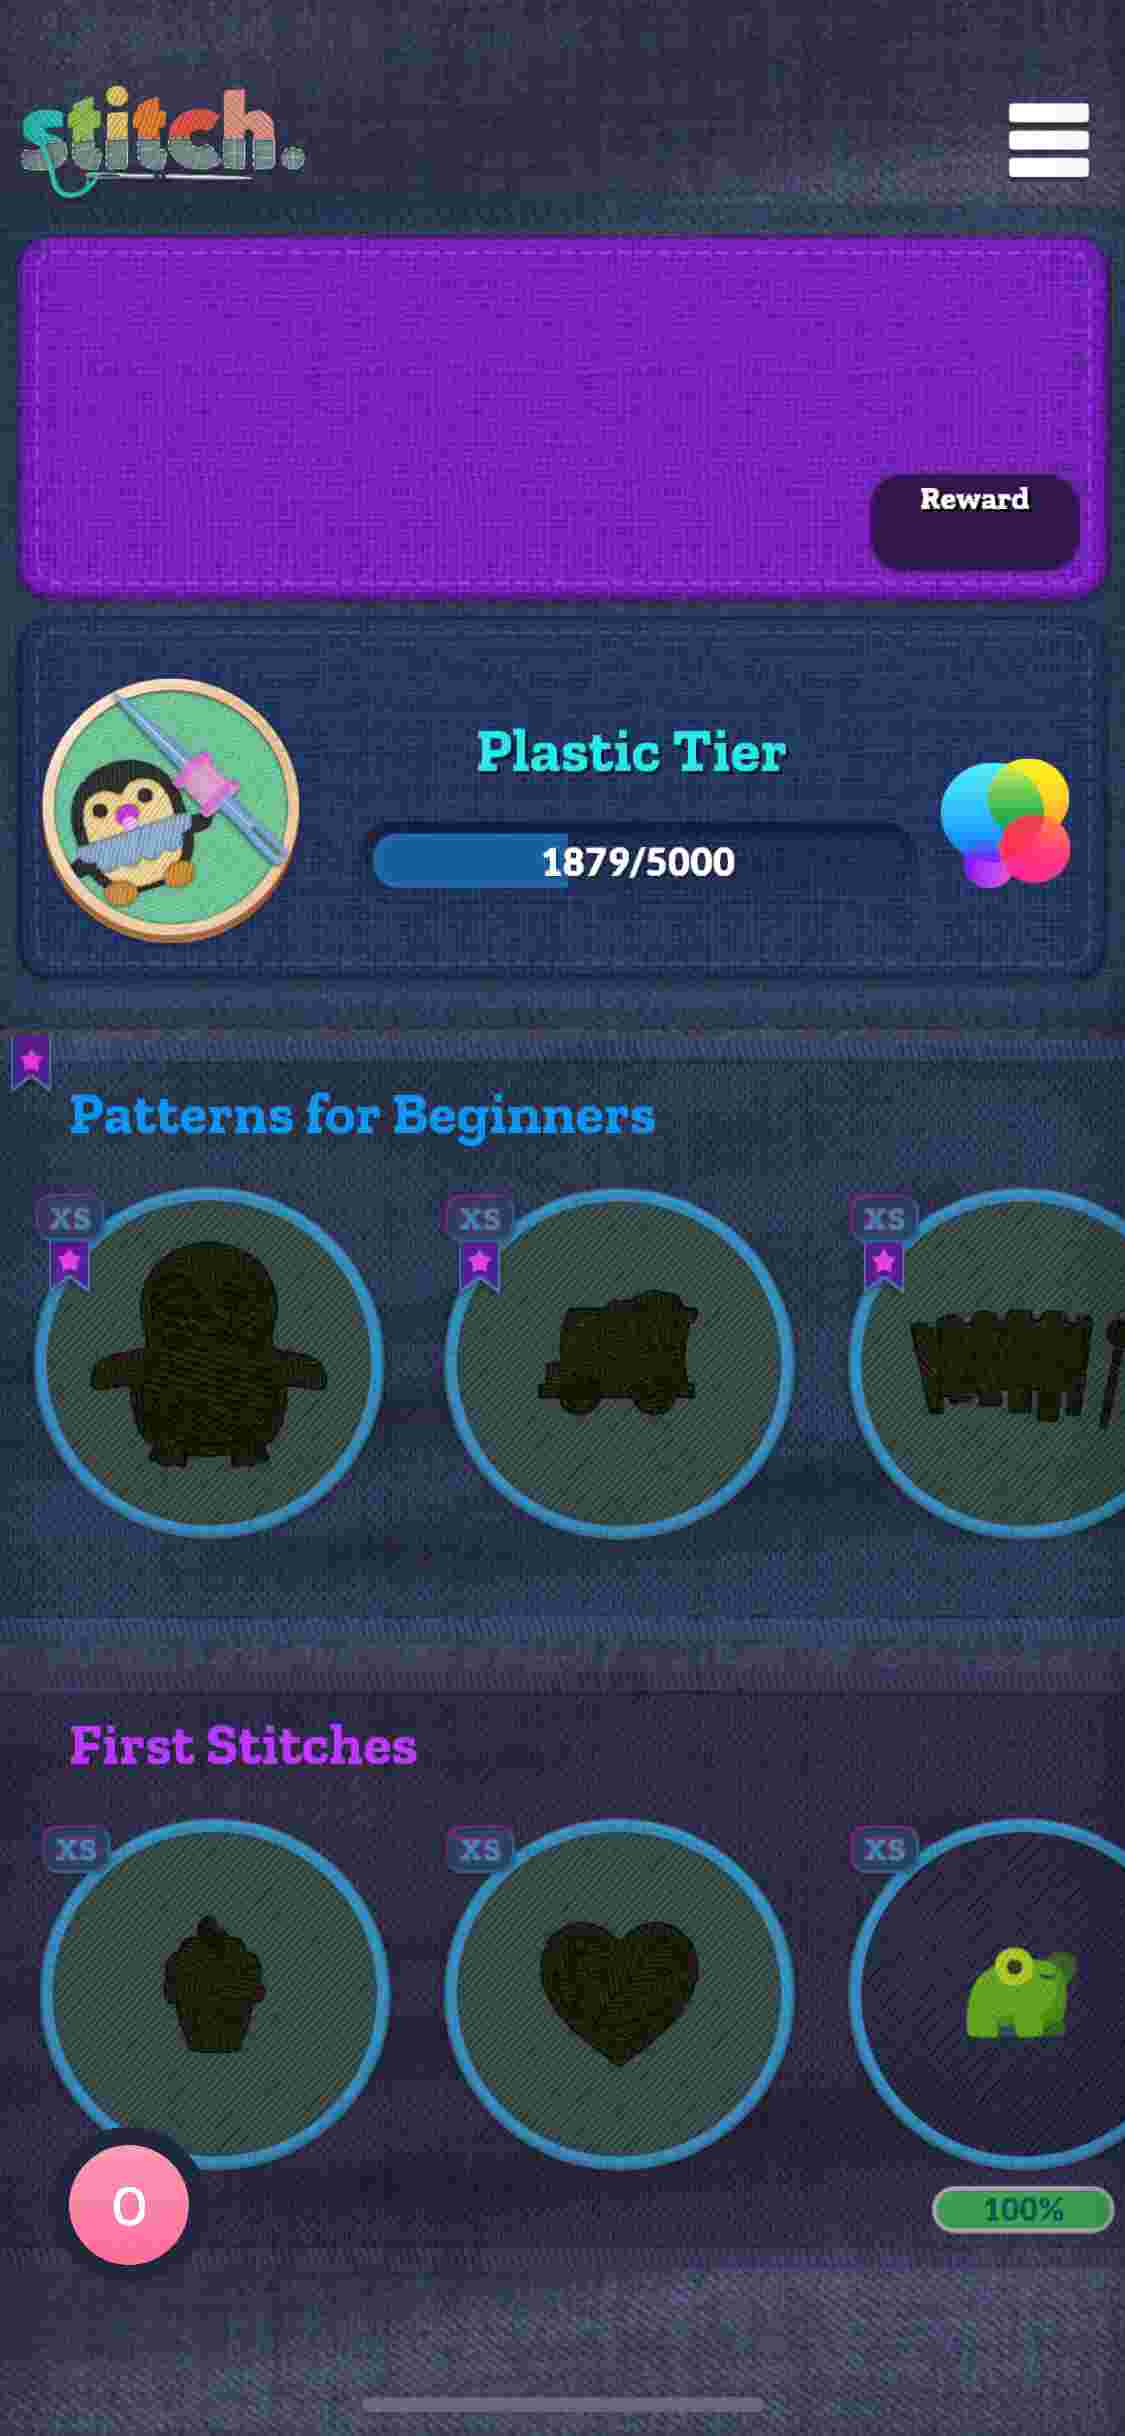 stitch.
Reward
Plastic Tier
1879/5000
Patterns for Beginners
XS
XS
XS
First Stitches
XS
XS
XS
0
100%